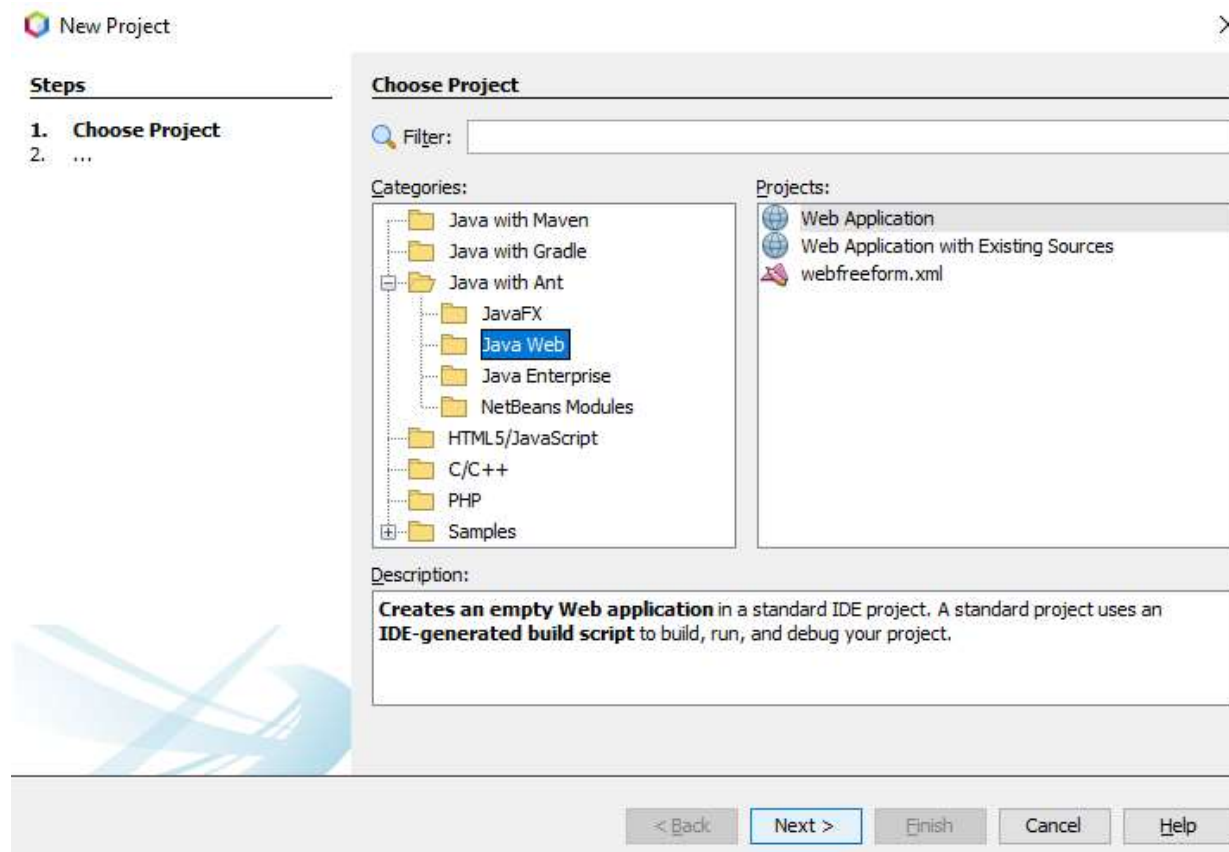 New Project
Steps
1. Choose Project
2. ...
Choose Project
Filter:
Categories:
Java with Maven
Java with Gradle
Java with Ant
JavaFX
Java Web
Java Enterprise
NetBeans Modules
HTML5/JavaScript
C/C++
PHP
Samples
Projects:
Web Application
Web Application with Existing Sources
webfreeform.xml
Description:
Creates an empty Web application in a standard IDE project. A standard project uses an
IDE-generated build script to build, run, and debug your project.
< Back
Next >
Finish
Cancel
Help